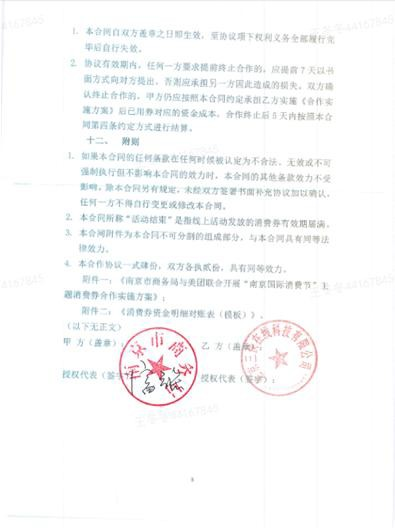 1. 本合同自双方盖章之日即生效，至协议项下权利义务全部履行完
毕后自行失效。
2. 协议有效期内，任何一方要求提前终止合作的，应提前 7 天以书
面方式向对方提出，否则应承担另一方因此造成的损失。双方确
认终止合作的，甲方仍应按照本合同约定承担乙方实施《合作实
施方案》后已用券对应的资金成本，合作终止后 5 天内按照本合
同第四条约定方式进行结算。
十二、 附则
1. 如果本合同的任何条款在任何时候被认定为不合法、无效或不可
强制执行但不影响本合同的效力时，本合同的其他条款效力不受
影响。除本合同另有规定，未经双方签署书面补充协议加以确认，
任何一方不得自行变更或修改本合同。
2. 本合同所称“活动结束”是指线上活动发放的消费券有效期届满。
3. 本合同附件为本合同不可分割的组成部分，与本合同具有同等法
律效力。
4. 本合作协议一式肆份，双方各执贰份，具有同等效力。
附件一：《南京市商务局与美团联合开展“南京国际消费节”主
题消费券合作实施方案》；
附件二：《消费券资金明细对账表（模板）》。
（以下无正文）
甲 方（盖章）：
乙 方（盖章）：
南京市商务局
在线科技有限公司
授权代表（签字）：
授权代表（签字）：
8